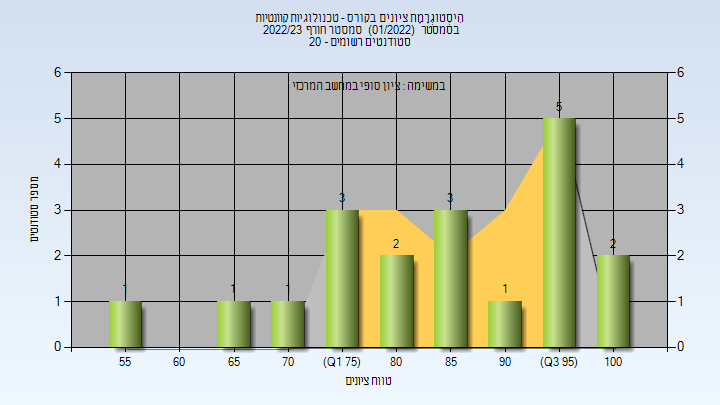 היסטוגרמת ציונים בקורס - טכנולוגיות קוונטיות
בסמסטר (01/2022) סמסטר חורף 2022/23
סטודנטים רשומים - 20
במשימה : ציון סופי במחשב המרכזי
6 6
5 5
4 4
3 3
2 2
1 1
0 0
מספר סטודנטים
1 1 1 3 2 3 1 5 2
55 60 65 70 (Q1 75) 80 85 90 (Q3 95) 100
טווח ציונים